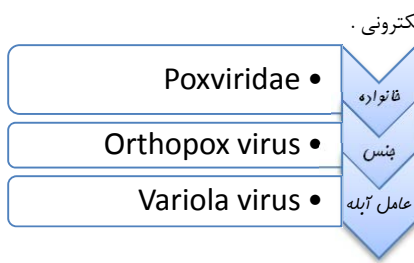 کترونی .
Poxviridae •
خانواده
Orthopox virus •
جنس
Variola virus •
عامل آبله